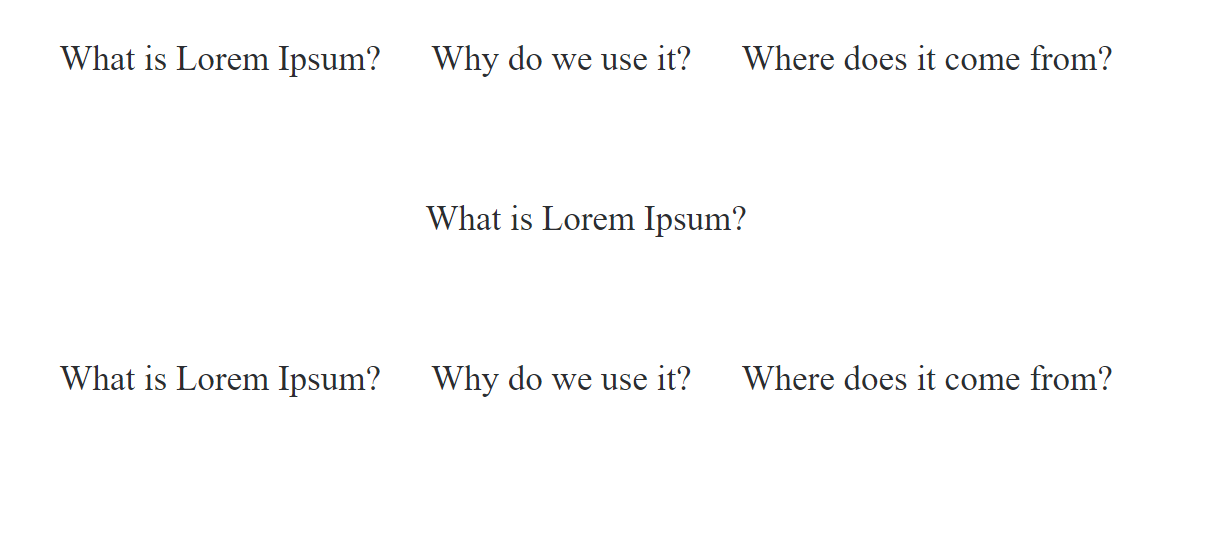 What is Lorem Ipsum? Why do we use it? Where does it come from?
What is Lorem Ipsum?
What is Lorem Ipsum? Why do we use it? Where does it come from?